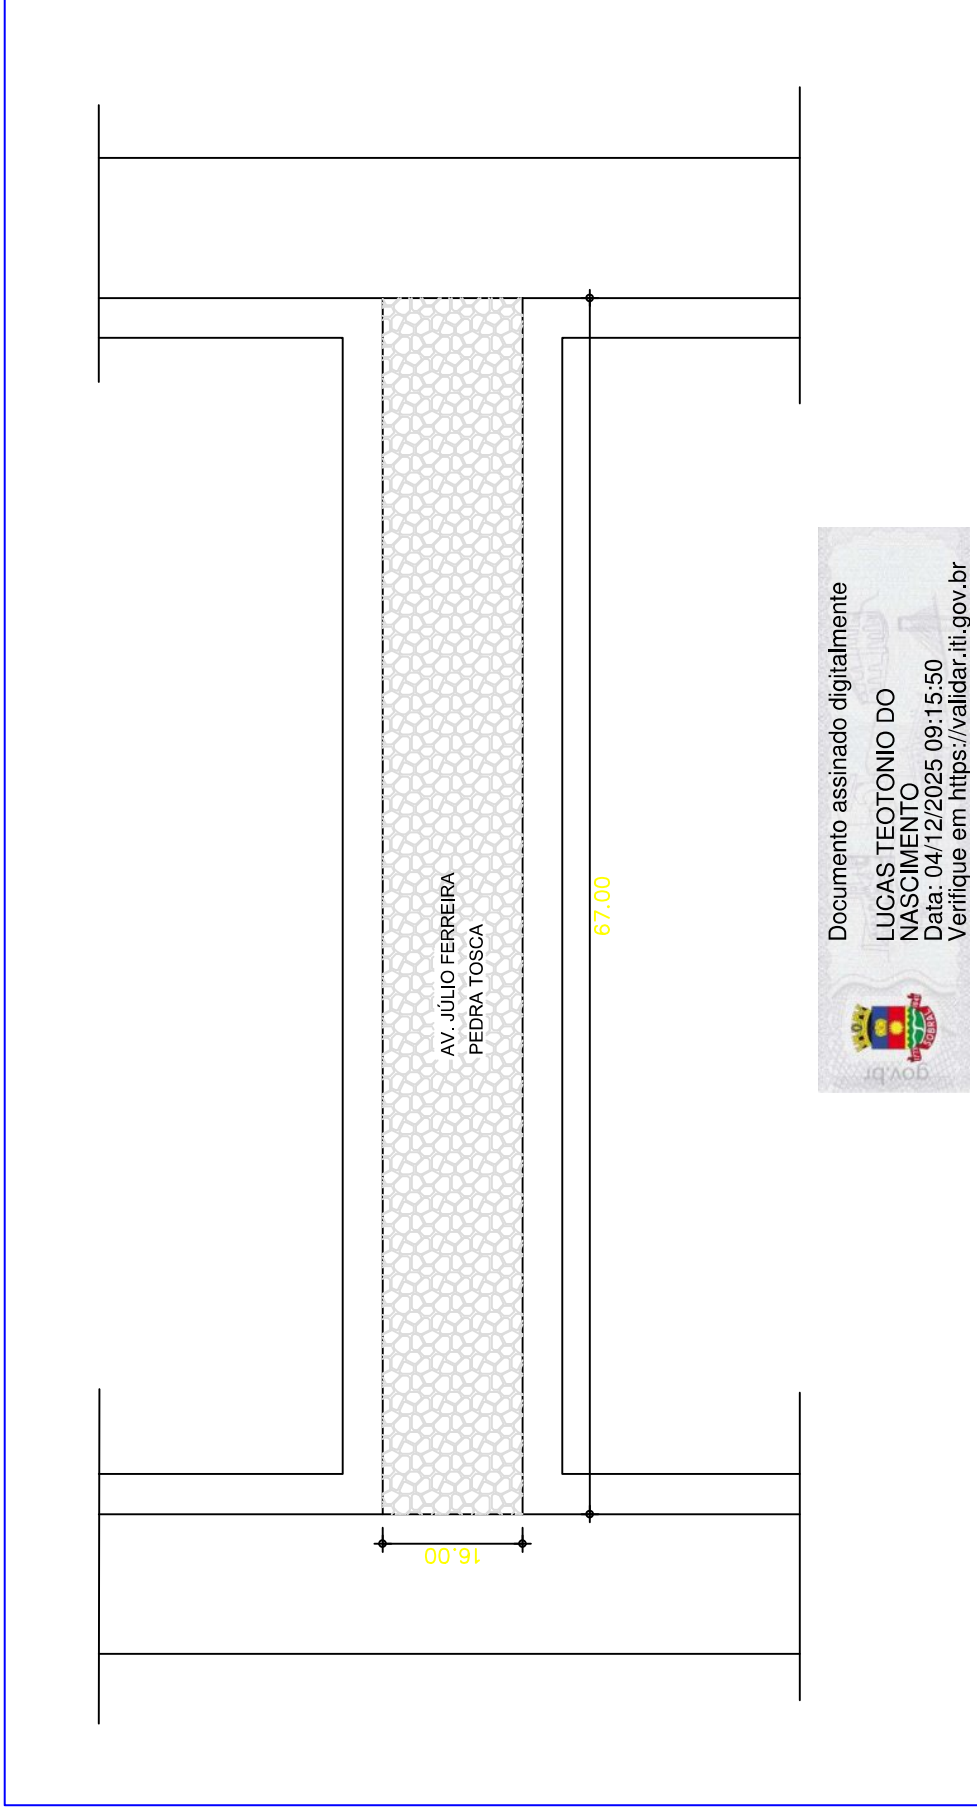 AV. JÚLIO FERREIRA
PEDRA TOSCA
67.00
16.00
Documento assinado digitalmente
LUCAS TEOTONIO DO
NASCIMENTO
Data: 04/12/2025 09:15:50
Verifique em https://validar.iti.gov.br
gov.br
SOBRAL